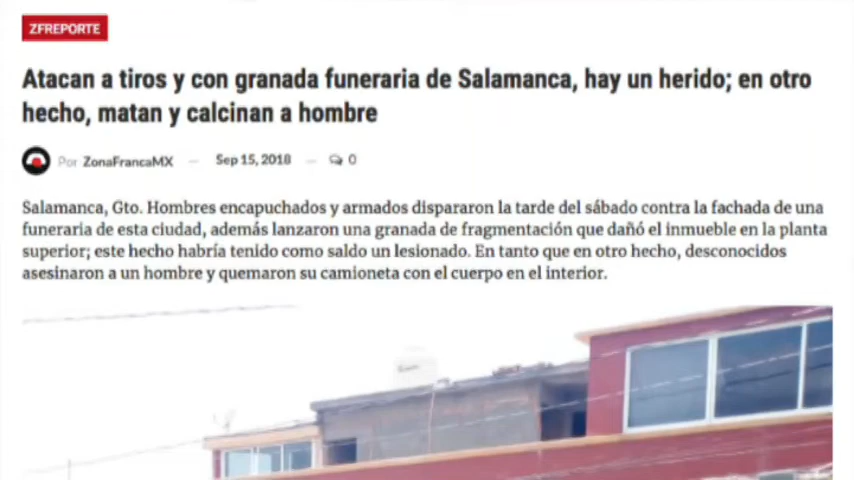 ZFREPORTE
Atacan a tiros y con granada funeraria de Salamanca, hay un herido; en otro
hecho, matan y calcinan a hombre
Por ZonaFrancaMX — Sep 15, 2018 — 0
Salamanca, Gto. Hombres encapuchados y armados dispararon la tarde del sábado contra la fachada de una
funeraria de esta ciudad, además lanzaron una granada de fragmentación que dañó el inmueble en la planta
superior; este hecho habría tenido como saldo un lesionado. En tanto que en otro hecho, desconocidos
asesinaron a un hombre y quemaron su camioneta con el cuerpo en el interior.